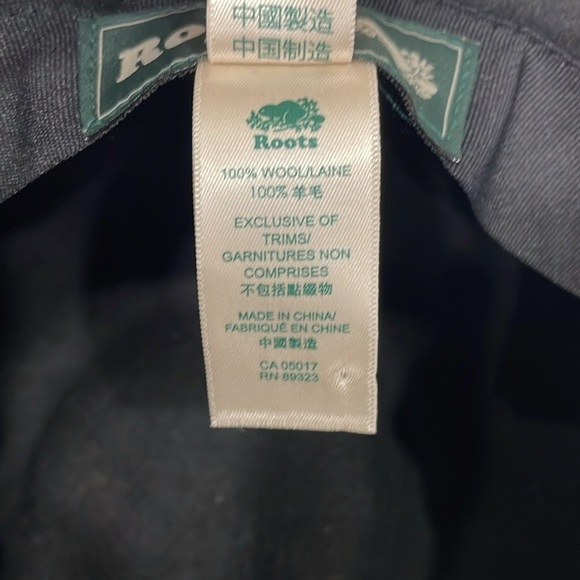 Ro
中國製造
中国制造
Roots
100% WOOL/LAINE
100% 羊毛
EXCLUSIVE OF
TRIMS/
GARNITURES NON
COMPRISES
不包括點綴物
MADE IN CHINA/
FABRIQUÉ EN CHINE
中國製造
CA 05017
RN 89323